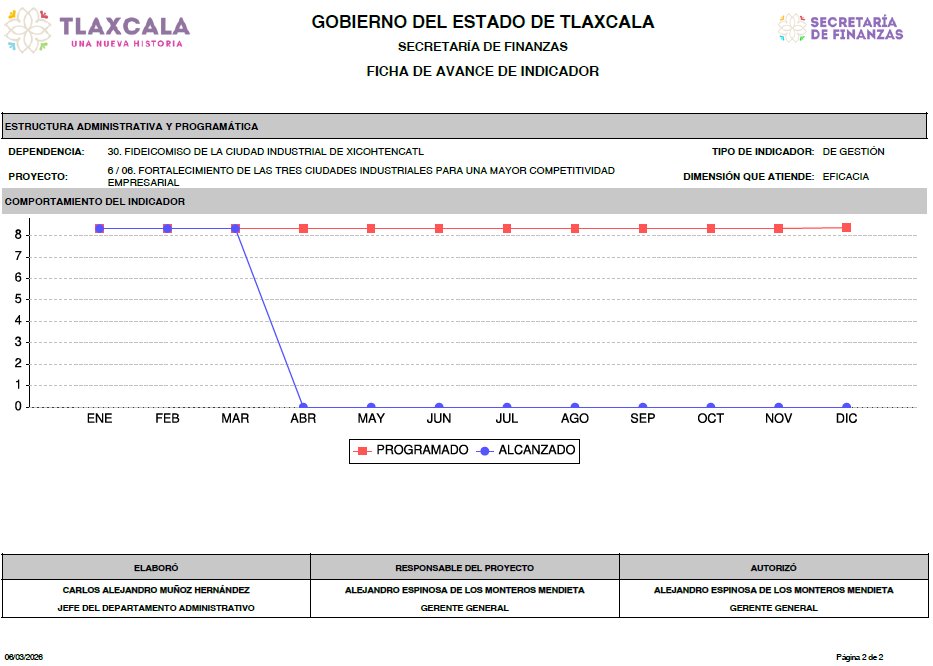 TLAXCALA
UNA NUEVA HISTORIA
GOBIERNO DEL ESTADO DE TLAXCALA
SECRETARÍA DE FINANZAS
FICHA DE AVANCE DE INDICADOR
SECRETARÍA
DE FINANZAS
ESTRUCTURA ADMINISTRATIVA Y PROGRAMÁTICA
DEPENDENCIA: 30. FIDEICOMISO DE LA CIUDAD INDUSTRIAL DE XICOHTENCATL TIPO DE INDICADOR: DE GESTIÓN
PROYECTO: 6 / 06. FORTALECIMIENTO DE LAS TRES CIUDADES INDUSTRIALES PARA UNA MAYOR COMPETITIVIDAD
EMPRESARIAL DIMENSIÓN QUE ATIENDE: EFICACIA
COMPORTAMIENTO DEL INDICADOR
8
7
6
5
4
3
2
1
0
ENE FEB MAR ABR MAY JUN JUL AGO SEP OCT NOV DIC
PROGRAMADO ALCANZADO
ELABORÓ RESPONSABLE DEL PROYECTO AUTORIZÓ
CARLOS ALEJANDRO MUÑOZ HERNÁNDEZ ALEJANDRO ESPINOSA DE LOS MONTEROS MENDIETA ALEJANDRO ESPINOSA DE LOS MONTEROS MENDIETA
JEFE DEL DEPARTAMENTO ADMINISTRATIVO GERENTE GENERAL GERENTE GENERAL
06/03/2026 Página 2 de 2